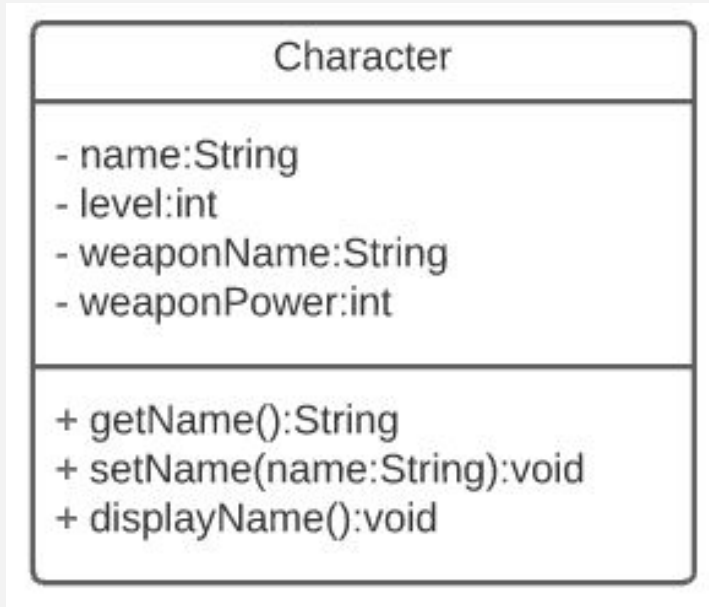 Character
- name:String
- level:int
- weaponName:String
- weaponPower:int
+ getName():String
+ setName(name:String):void
+ displayName():void